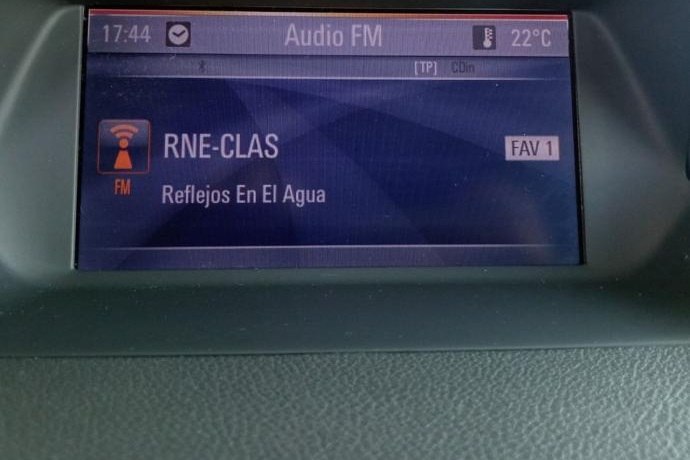 17:44 Audio FM 22°C
[TP] CDin
RNE-CLAS FAV 1
FM
Reflejos En El Agua